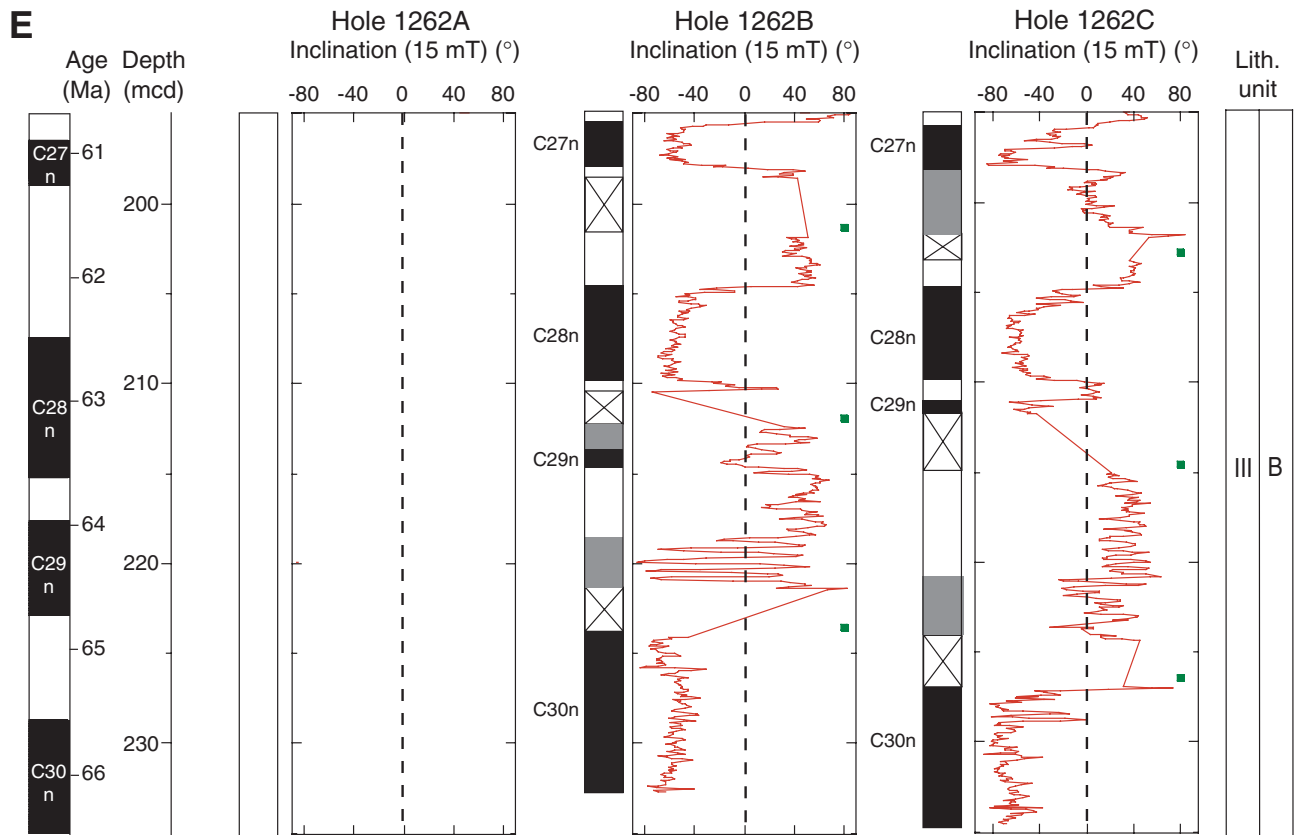 E
Age
(Ma)
Depth
(mcd)
Hole 1262A
Inclination (15 mT) (°)
-80 -40 0 40 80
Hole 1262B
Inclination (15 mT) (°)
-80 -40 0 40 80
Hole 1262C
Inclination (15 mT) (°)
-80 -40 0 40 80
Lith.
unit
C27
n
61
62
C28
n
63
C29
n
64
65
C30
n
66
200
210
220
230
C27n
C28n
C29n
C30n
C27n
C28n
C29n
C30n
III B